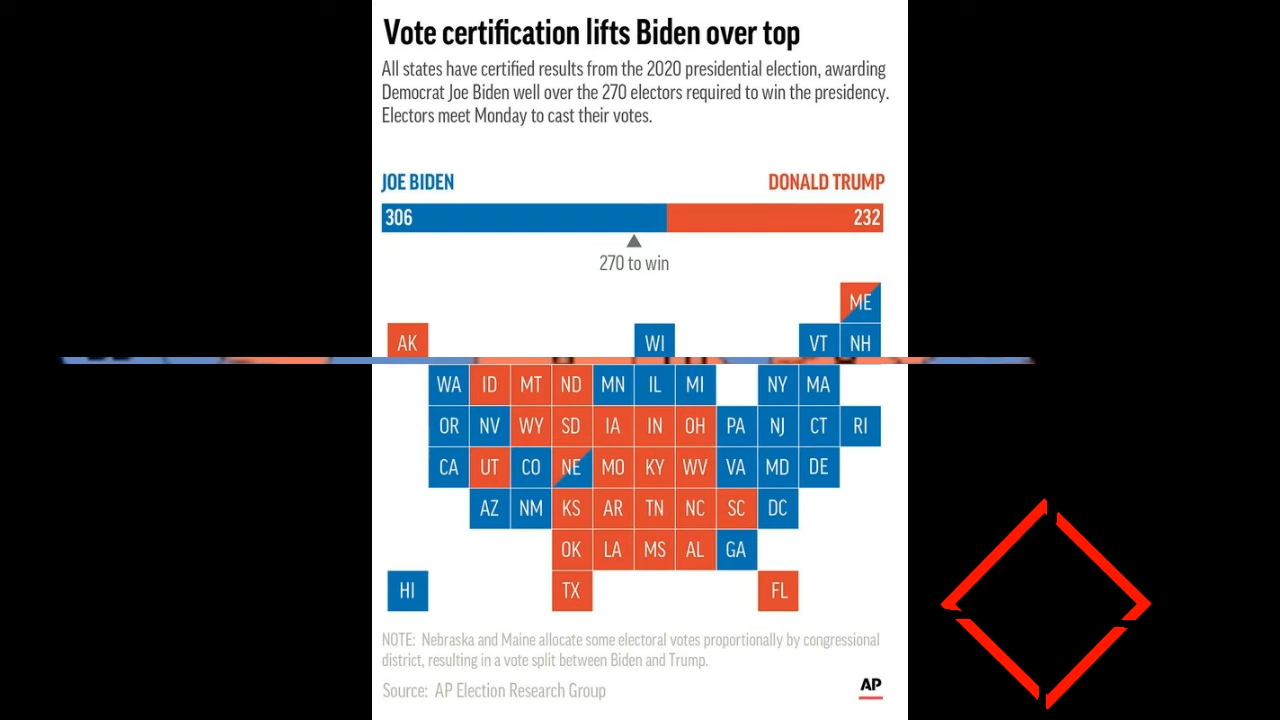 Vote certification lifts Biden over top
All states have certified results from the 2020 presidential election, awarding
Democrat Joe Biden well over the 270 electors required to win the presidency.
Electors meet Monday to cast their votes.
JOE BIDEN DONALD TRUMP
306 232
270 to win
ME
AK WI VT NH
WA ID MT ND MN IL MI NY MA
OR NV WY SD IA IN OH PA NJ CT RI
CA UT CO NE MO KY WV VA MD DE
AZ NM KS AR TN NC SC DC
OK LA MS AL GA
HI TX FL
NOTE: Nebraska and Maine allocate some electoral votes proportionally by congressional
district, resulting in a vote split between Biden and Trump.
Source: AP Election Research Group AP